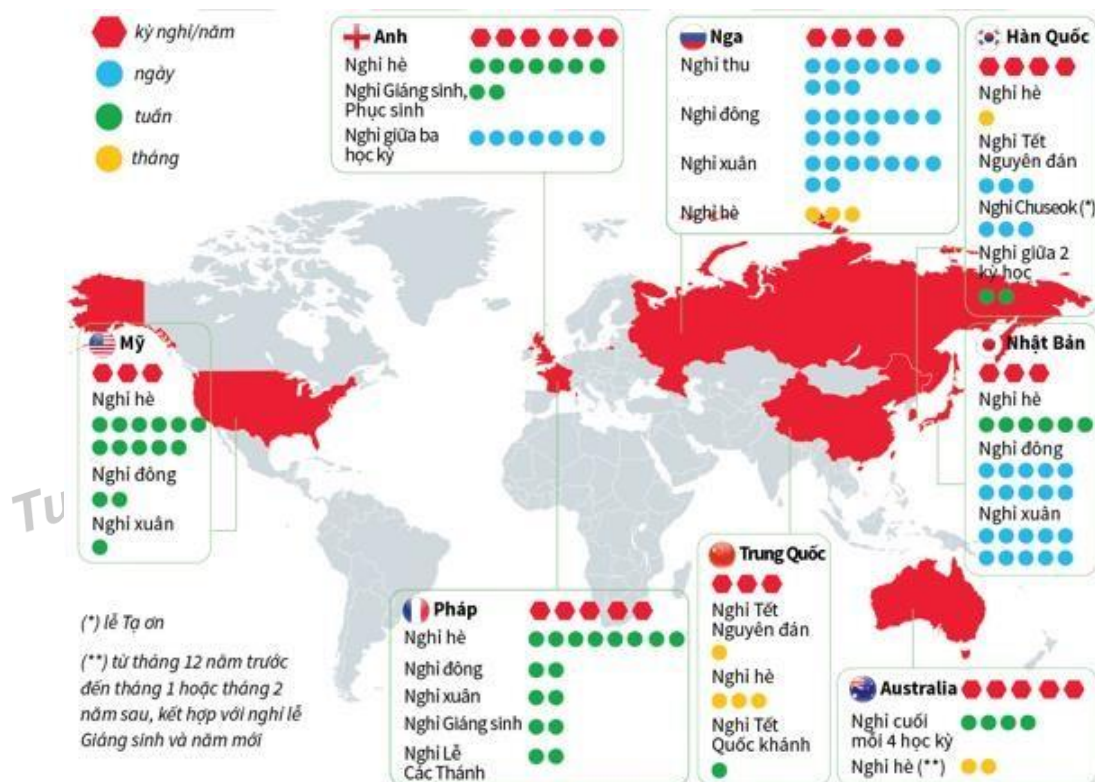 kỳ nghỉ/năm
ngày
tuần
tháng
Anh
Nghỉ hè
Nghỉ Giáng sinh,
Phục sinh
Nghỉ giữa ba
học kỳ
Nga
Nghỉ thu
Nghỉ đông
Nghỉ xuân
Nghỉ hè
Hàn Quốc
Nghỉ hè
Nghỉ Tết
Nguyên đán
Nghỉ Chuseok (*)
Nghỉ giữa 2
kỳ học
Mỹ
Nghỉ hè
Nghỉ đông
Nghỉ xuân
Nhật Bản
Nghỉ hè
Nghỉ đông
Nghỉ xuân
Tu
Trung Quốc
Nghỉ Tết
Nguyên đán
Nghỉ hè
Nghỉ Tết
Quốc khánh
Pháp
Nghỉ hè
Nghỉ đông
Nghỉ xuân
Nghỉ Giáng sinh
Nghỉ Lễ
Các Thánh
Australia
Nghỉ cuối
mỗi 4 học kỳ
Nghỉ hè (**)
(*) lễ Tạ ơn
(**) từ tháng 12 năm trước
đến tháng 1 hoặc tháng 2
năm sau, kết hợp với nghỉ lễ
Giáng sinh và năm mới